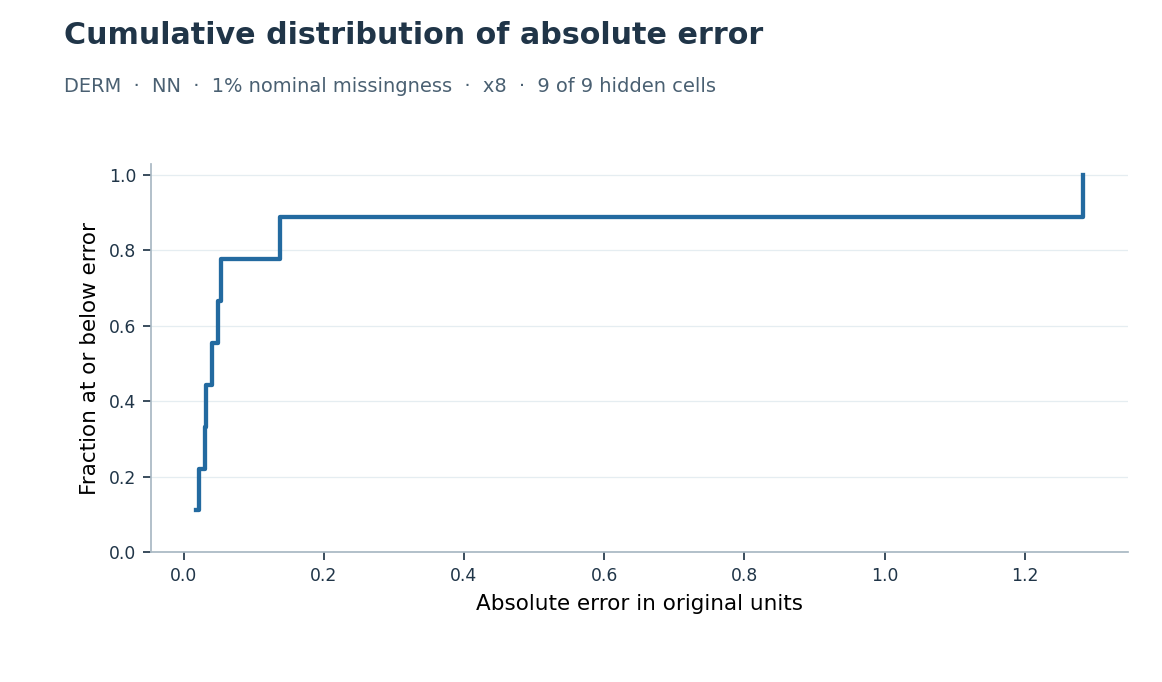 Cumulative distribution of absolute error
DERM · NN · 1% nominal missingness · x8 · 9 of 9 hidden cells
Fraction at or below error
1.0
0.8
0.6
0.4
0.2
0.0
0.0 0.2 0.4 0.6 0.8 1.0 1.2
Absolute error in original units